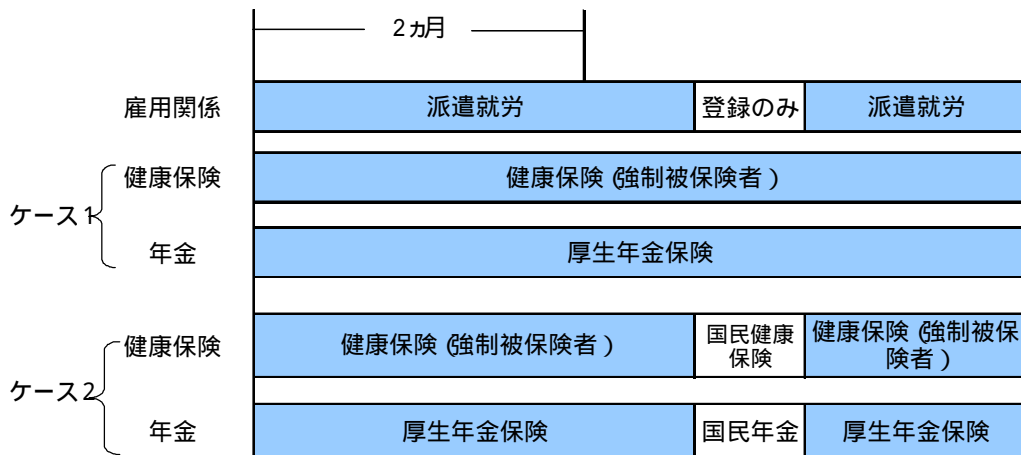 2ヵ月
雇用関係 派遣就労 登録のみ 派遣就労
ケース1
健康保険 健康保険(強制被保険者)
年金 厚生年金保険
ケース2
健康保険 健康保険(強制被保険者) 国民健康 健康保険(強制被保
保険 険者)
年金 厚生年金保険 国民年金 厚生年金保険